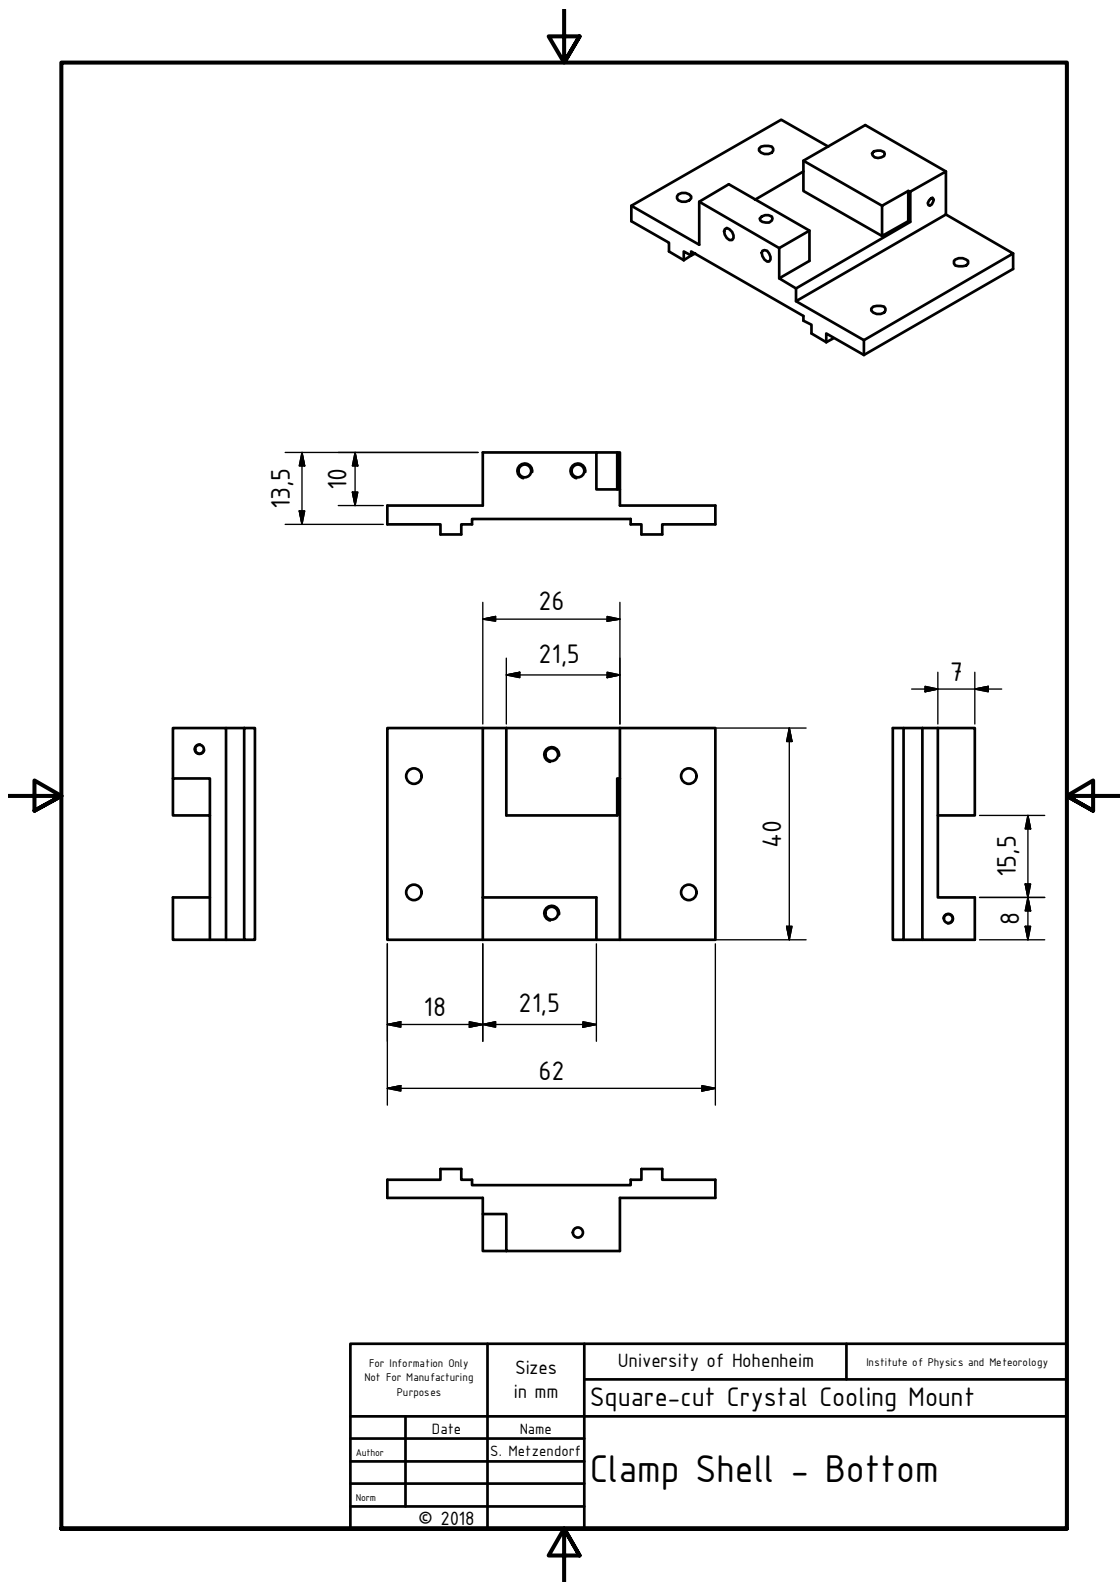 13,5
10
26
21,5
7
40
15,5
8
18
21,5
62
For Information Only
Not For Manufacturing
Purposes
Sizes
in mm
University of Hohenheim
Institute of Physics and Meteorology
Square-cut Crystal Cooling Mount
Date
Name
Author
S. Metzendorf
Clamp Shell - Bottom
Norm
© 2018